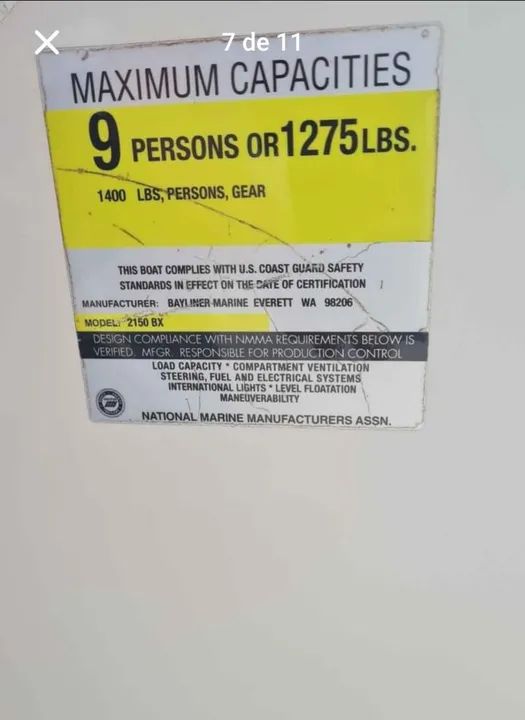 7 de 11
MAXIMUM CAPACITIES
9 PERSONS OR 1275 LBS.
1400 LBS, PERSONS, GEAR
THIS BOAT COMPLIES WITH U.S. COAST GUARD SAFETY
STANDARDS IN EFFECT ON THE DATE OF CERTIFICATION
MANUFACTURER: BAYLINER MARINE EVERETT WA 98206
MODEL: 2150 BX
DESIGN COMPLIANCE WITH NMMA REQUIREMENTS BELOW IS
VERIFIED. MFGR. RESPONSIBLE FOR PRODUCTION CONTROL
LOAD CAPACITY * COMPARTMENT VENTILATION
STEERING, FUEL AND ELECTRICAL SYSTEMS
INTERNATIONAL LIGHTS * LEVEL FLOATATION
MANEUVERABILITY
NATIONAL MARINE MANUFACTURERS ASSN.